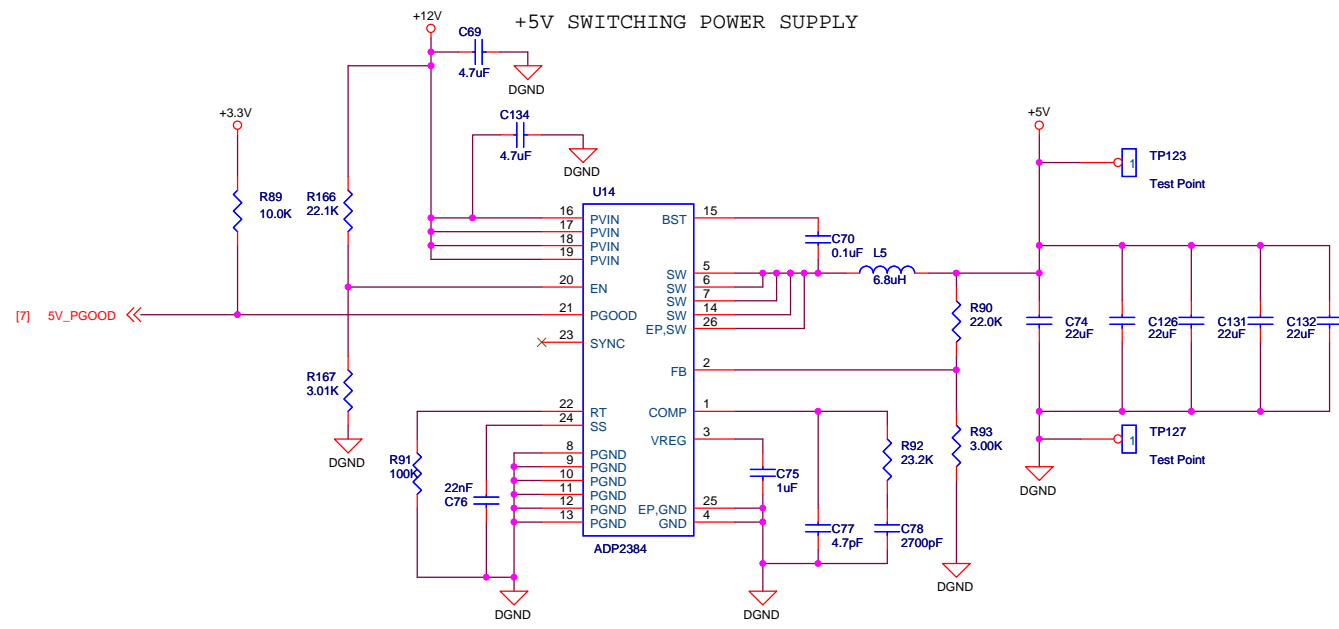 +5V SWITCHING POWER SUPPLY
+12V
C69
4.7uF
DGND
+3.3V
C134
4.7uF
DGND
+5V
TP123
1
Test Point
R89
10.0K
R166
22.1K
U14
16 PVIN
17 PVIN
18 PVIN
19 PVIN
20 EN
21 PGOOD
23 SYNC
22 RT
24 SS
8 PGND
9 PGND
10 PGND
11 PGND
12 PGND
13 PGND
BST 15
SW 5
SW 6
SW 7
SW 14
EP,SW 26
FB 2
COMP 1
VREG 3
EP,GND 25
GND 4
ADP2384
[7] 5V_PGOOD
C70
0.1uF
L5
6.8uH
R90
22.0K
C74
22uF
C126
22uF
C131
22uF
C132
22uF
R167
3.01K
DGND
R91
100K
22nF
C76
DGND
C75
1uF
R92
23.2K
R93
3.00K
C77
4.7pF
C78
2700pF
DGND
DGND
TP127
1
Test Point
DGND